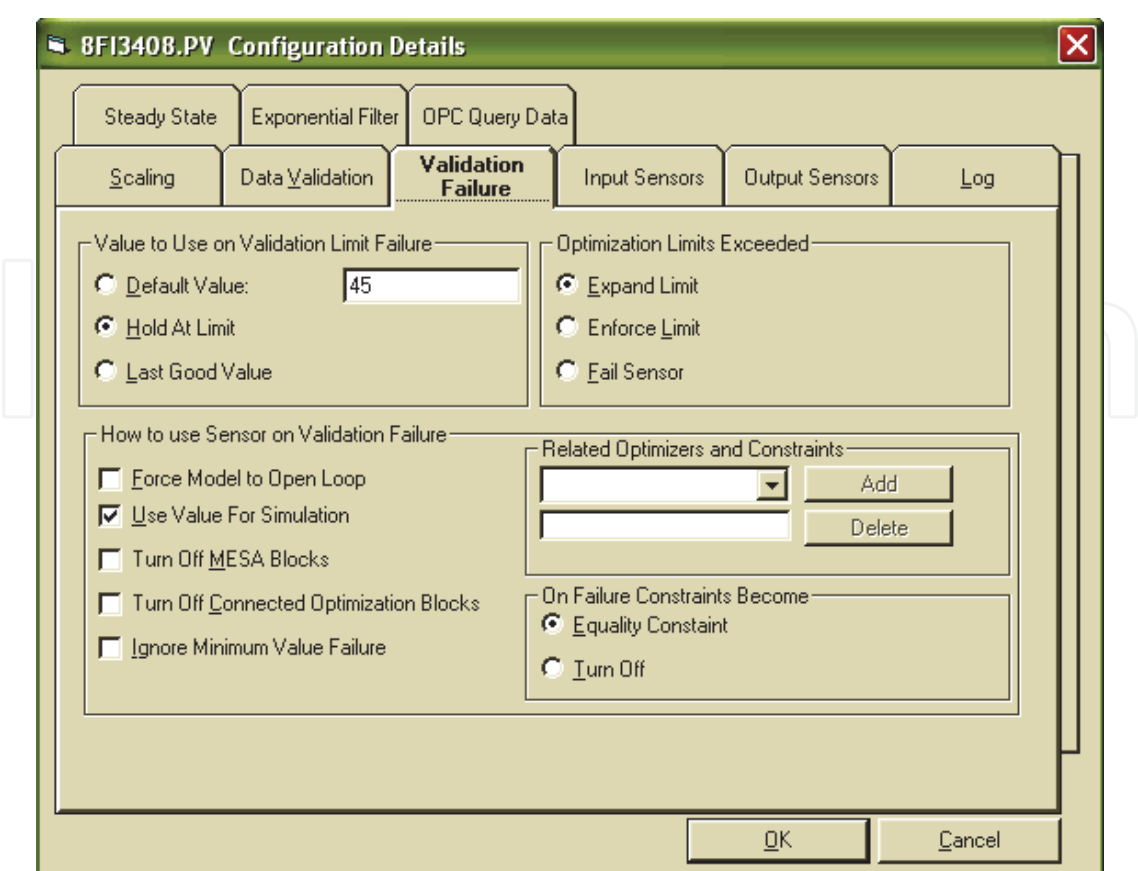 8FI3408.PV Configuration Details
Steady State
Exponential Filter
OPC Query Data
Scaling
Data Validation
Validation
Failure
Input Sensors
Output Sensors
Log
Value to Use on Validation Limit Failure
Default Value:
45
Hold At Limit
Last Good Value
Optimization Limits Exceeded
Expand Limit
Enforce Limit
Fail Sensor
How to use Sensor on Validation Failure
Force Model to Open Loop
Use Value For Simulation
Turn Off MESA Blocks
Turn Off Connected Optimization Blocks
Ignore Minimum Value Failure
Related Optimizers and Constraints
Add
Delete
On Failure Constraints Become
Equality Constaint
Turn Off
OK
Cancel